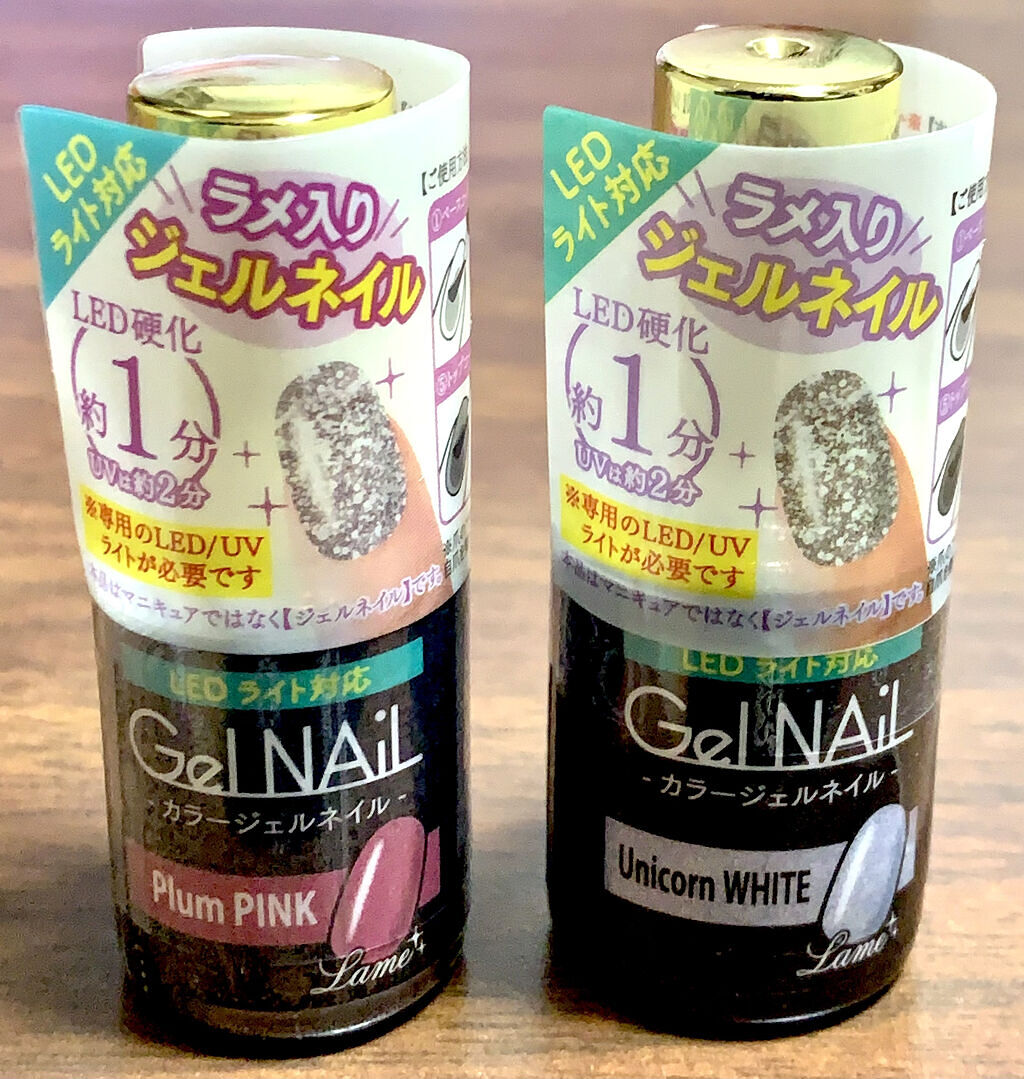 LED
ライト対応
ラメ入り
ジェルネイル
LED硬化
約1分
UVは約2分
※専用のLED/UV
ライトが必要です
本品はマニキュアではなく【ジェルネイル】です。
【ご使用方
LED ライト対応
Gel NAiL
- カラージェルネイル -
Plum PINK
Lame
LED
ライト対応
ラメ入り
ジェルネイル
LED硬化
約1分
UVは約2分
※専用のLED/UV
ライトが必要です
本品はマニキュアではなく【ジェルネイル】です。
【ご使用
LED ライト対応
Gel NAiL
- カラージェルネイル -
Unicorn WHITE
Lame